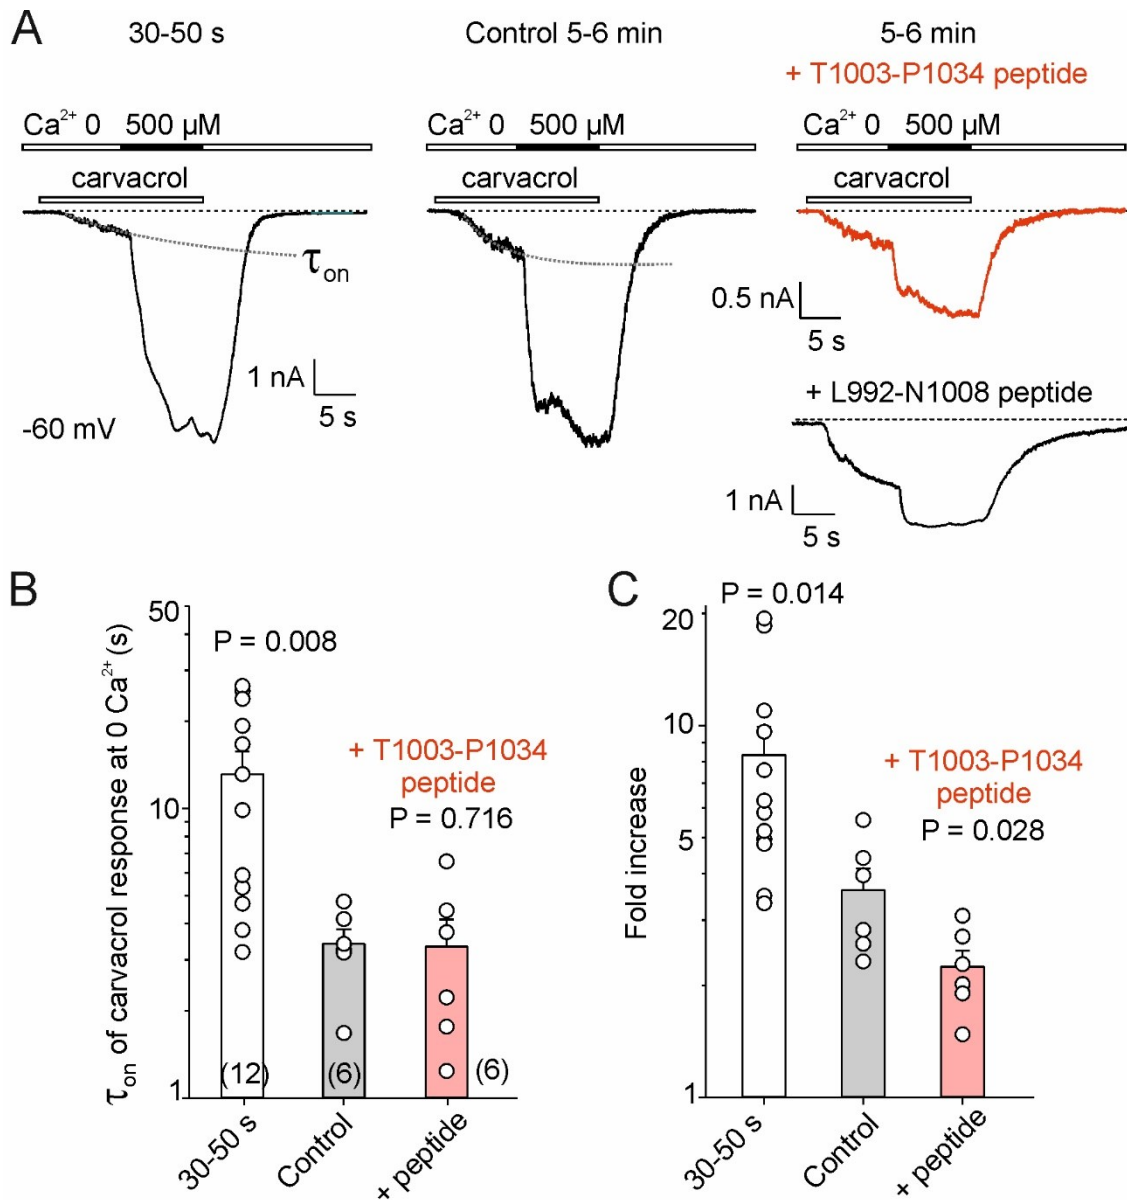 A
30-50 s
Control 5-6 min
5-6 min
+ T1003-P1034 peptide
Ca²⁺ 0 500 µM
Ca²⁺ 0 500 µM
Ca²⁺ 0 500 µM
carvacrol
carvacrol
carvacrol
τon
1 nA
5 s
-60 mV
0.5 nA
5 s
+ L992-N1008 peptide
1 nA
5 s
B
τon of carvacrol response at 0 Ca²⁺ (s)
50
10
1
P = 0.008
+ T1003-P1034
peptide
P = 0.716
(12)
(6)
(6)
30-50 s
Control
+ peptide
C
Fold increase
20
10
5
1
P = 0.014
+ T1003-P1034
peptide
P = 0.028
30-50 s
Control
+ peptide